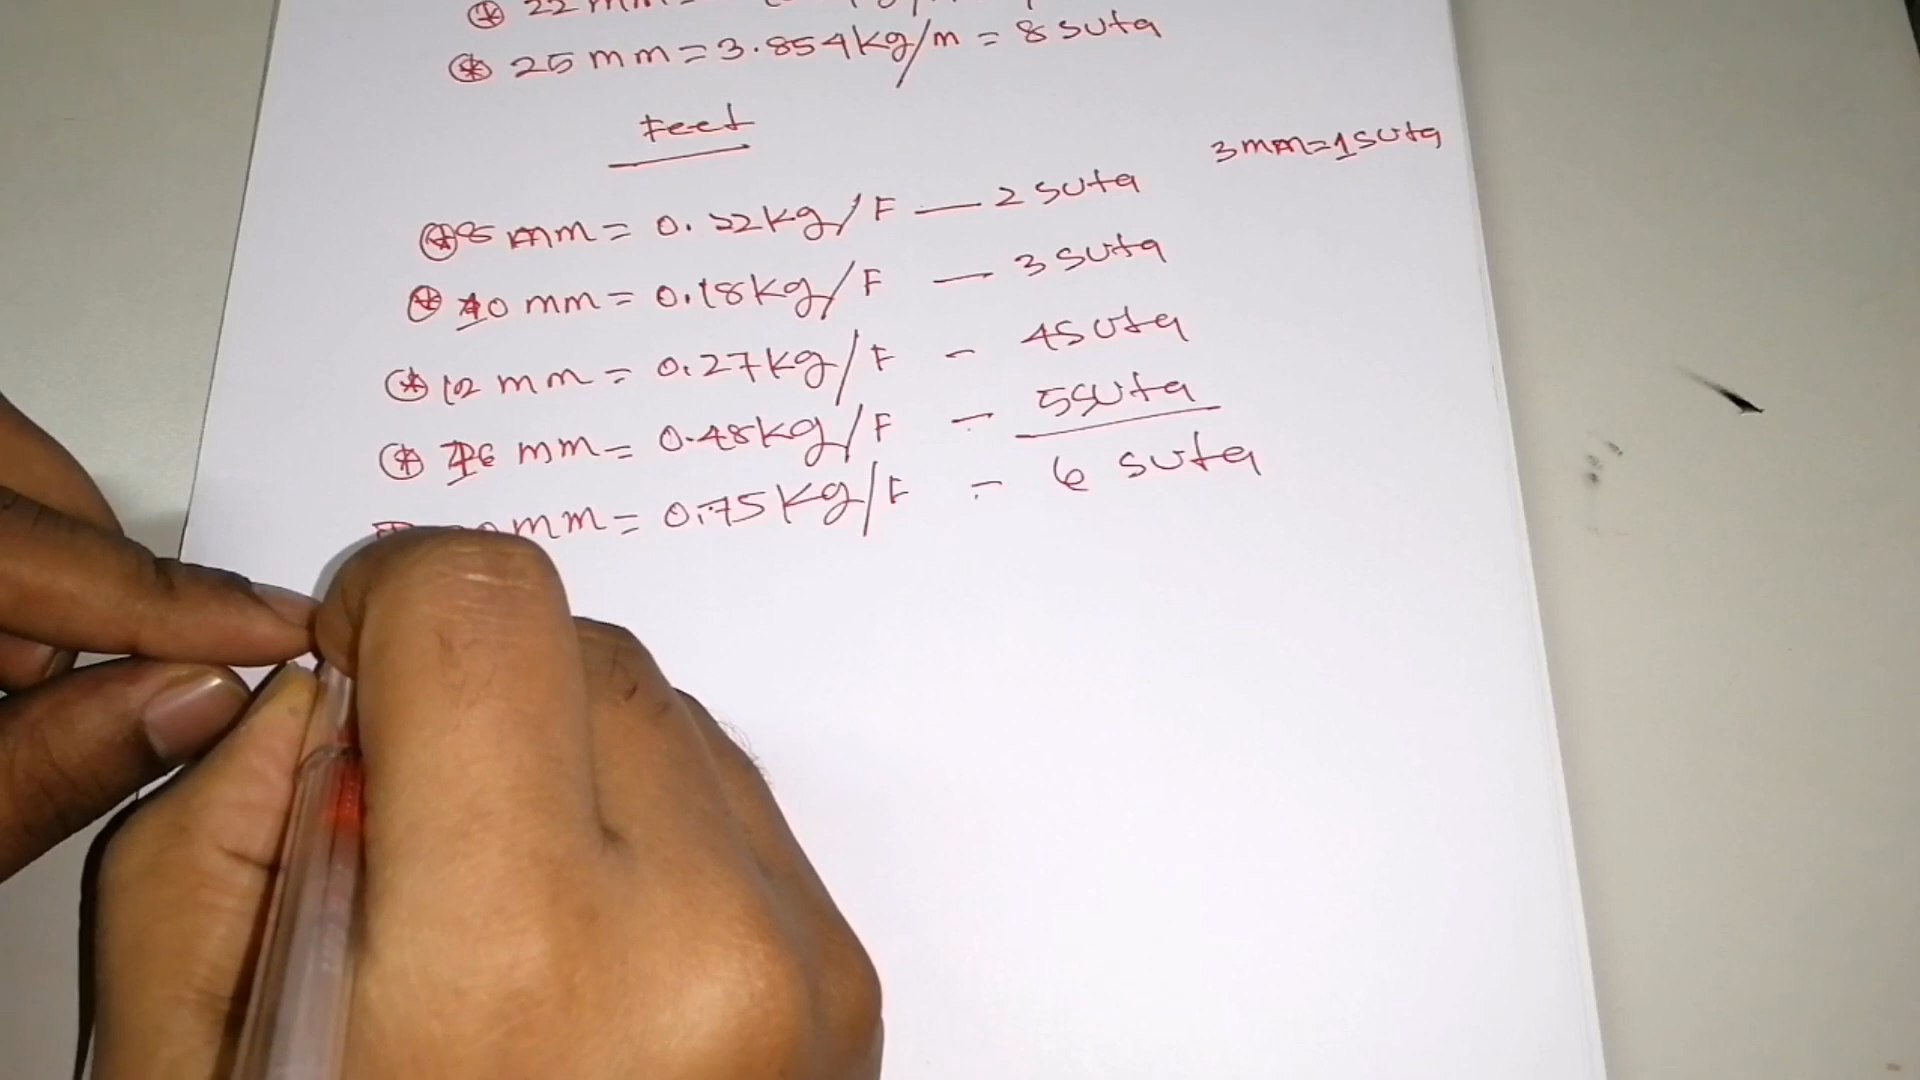 22 mm =
25 mm = 3.854 kg/m = 8 suta
Feet
3 mm = 1 suta
8 mm = 0.22 kg/F — 2 suta
10 mm = 0.18 kg/F — 3 suta
12 mm = 0.27 kg/F - 4 suta
16 mm = 0.48 kg/F - 5 suta
mm = 0.75 kg/F - 6 suta